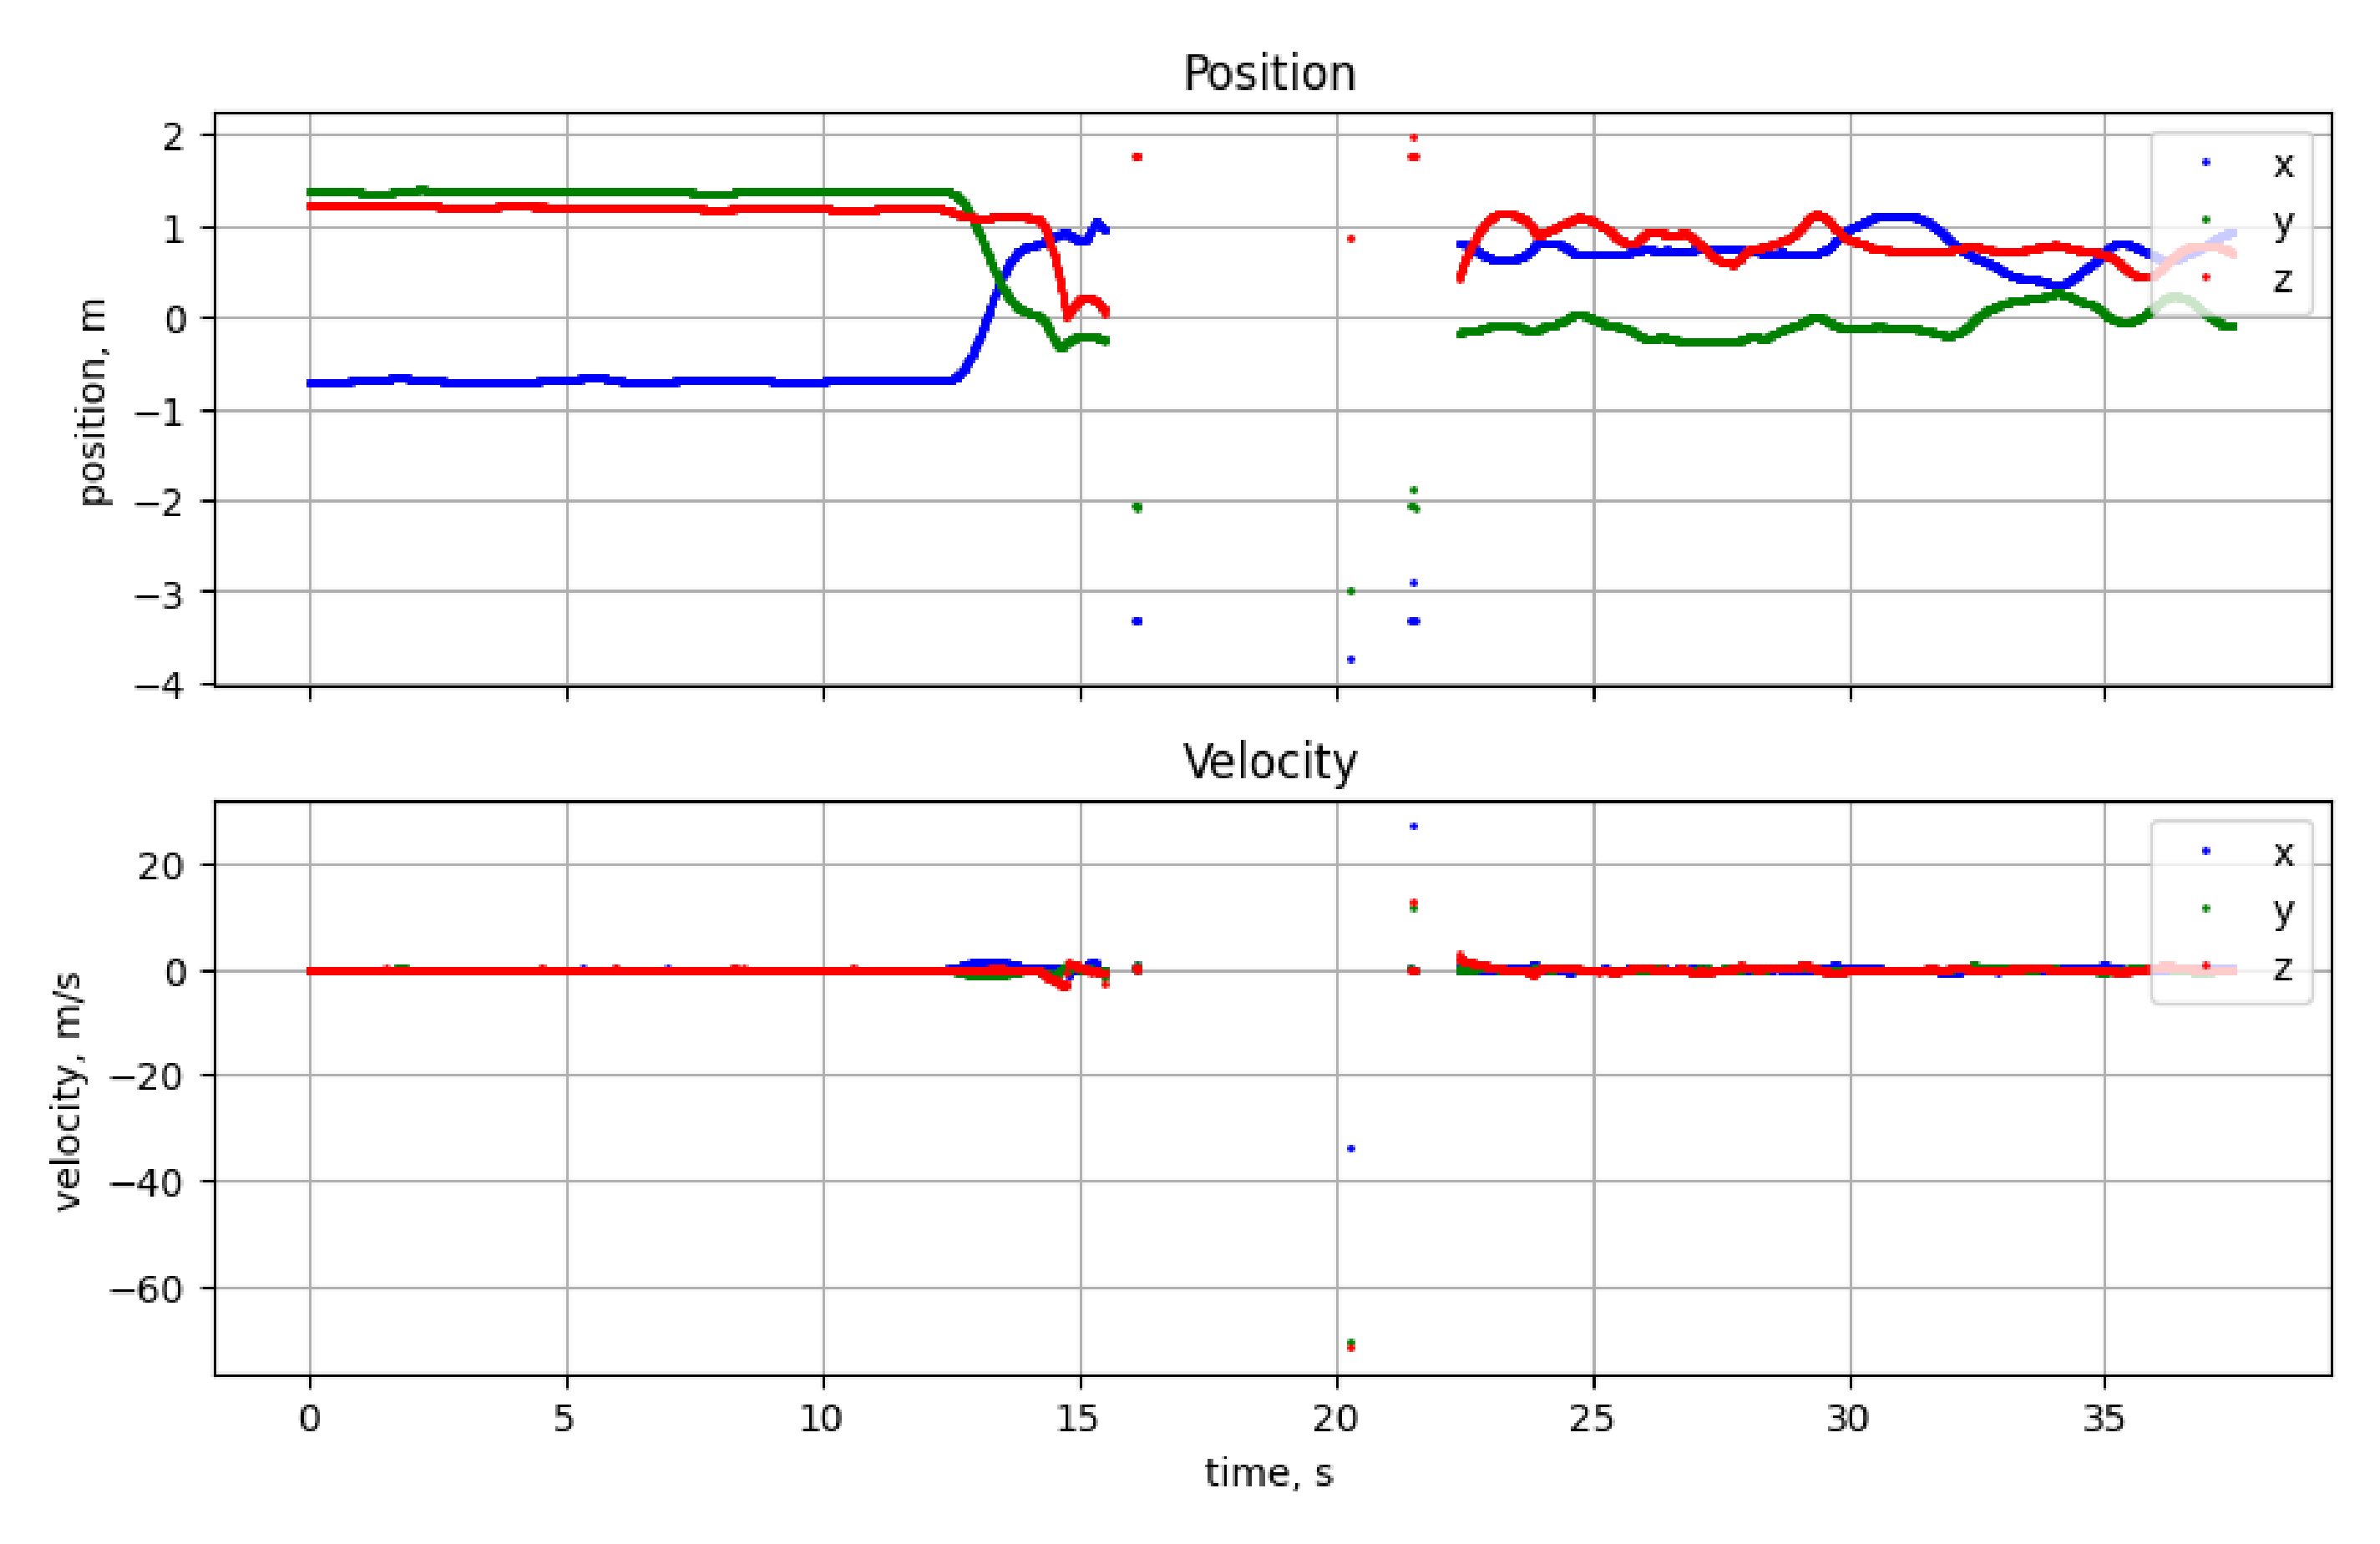 Position
2
1
0
−1
−2
−3
−4
position, m
x
y
z
Velocity
20
0
−20
−40
−60
velocity, m/s
x
y
z
0 5 10 15 20 25 30 35
time, s